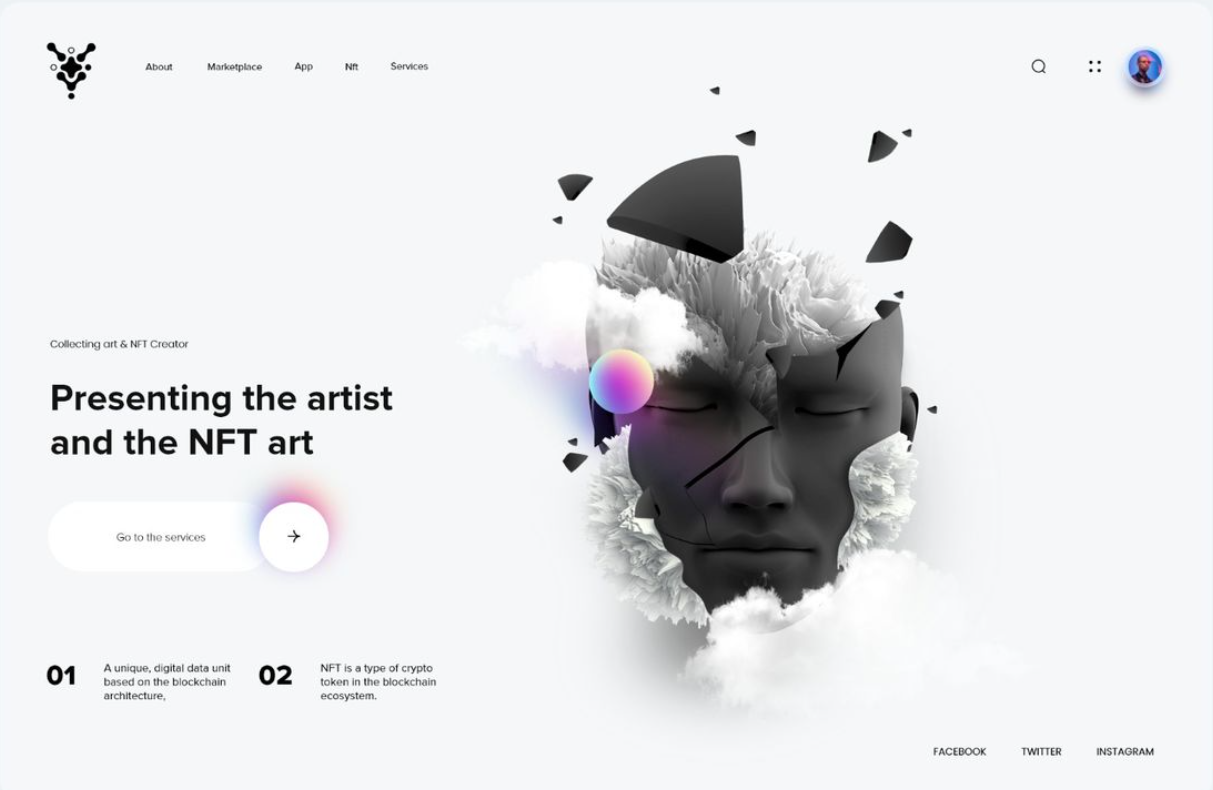 About
Marketplace
App
Nft
Services
Collecting art & NFT Creator
Presenting the artist
and the NFT art
Go to the services
01
A unique, digital data unit
based on the blockchain
architecture,
02
NFT is a type of crypto
token in the blockchain
ecosystem.
FACEBOOK
TWITTER
INSTAGRAM